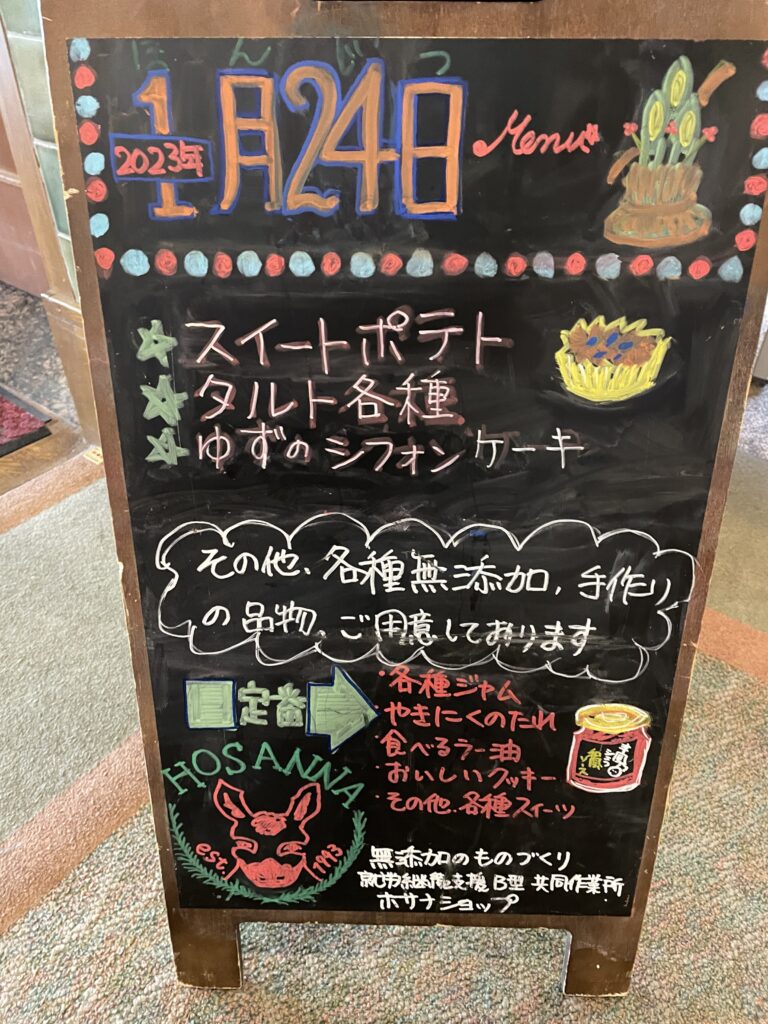 ほんじつ
1月24日 Menu
2023年
スイートポテト
タルト各種
ゆずのシフォンケーキ
その他、各種無添加、手作り
の品物、ご用意しております
定番
・各種ジャム
・やきにくのたれ
・食べるラー油
・おいしいクッキー
・その他、各種スィーツ
HOSANNA
est. 1993
無添加のものづくり
就労継続支援B型 共同作業所
ホサナショップ